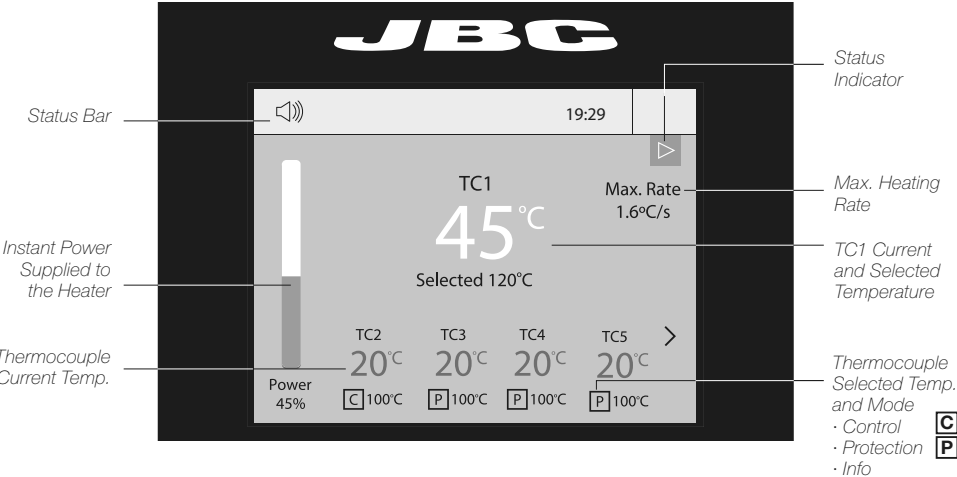 JBC
Status
Indicator
Status Bar
19:29
Max. Heating
Rate
TC1
Max. Rate
1.6ºC/s
45°C
Selected 120°C
Instant Power
Supplied to
the Heater
TC1 Current
and Selected
Temperature
TC2
TC3
TC4
TC5
20°C
20°C
20°C
20°C
C 100°C
P 100°C
P 100°C
P 100°C
Power
45%
Thermocouple
Current Temp.
Thermocouple
Selected Temp.
and Mode
· Control C
· Protection P
· Info